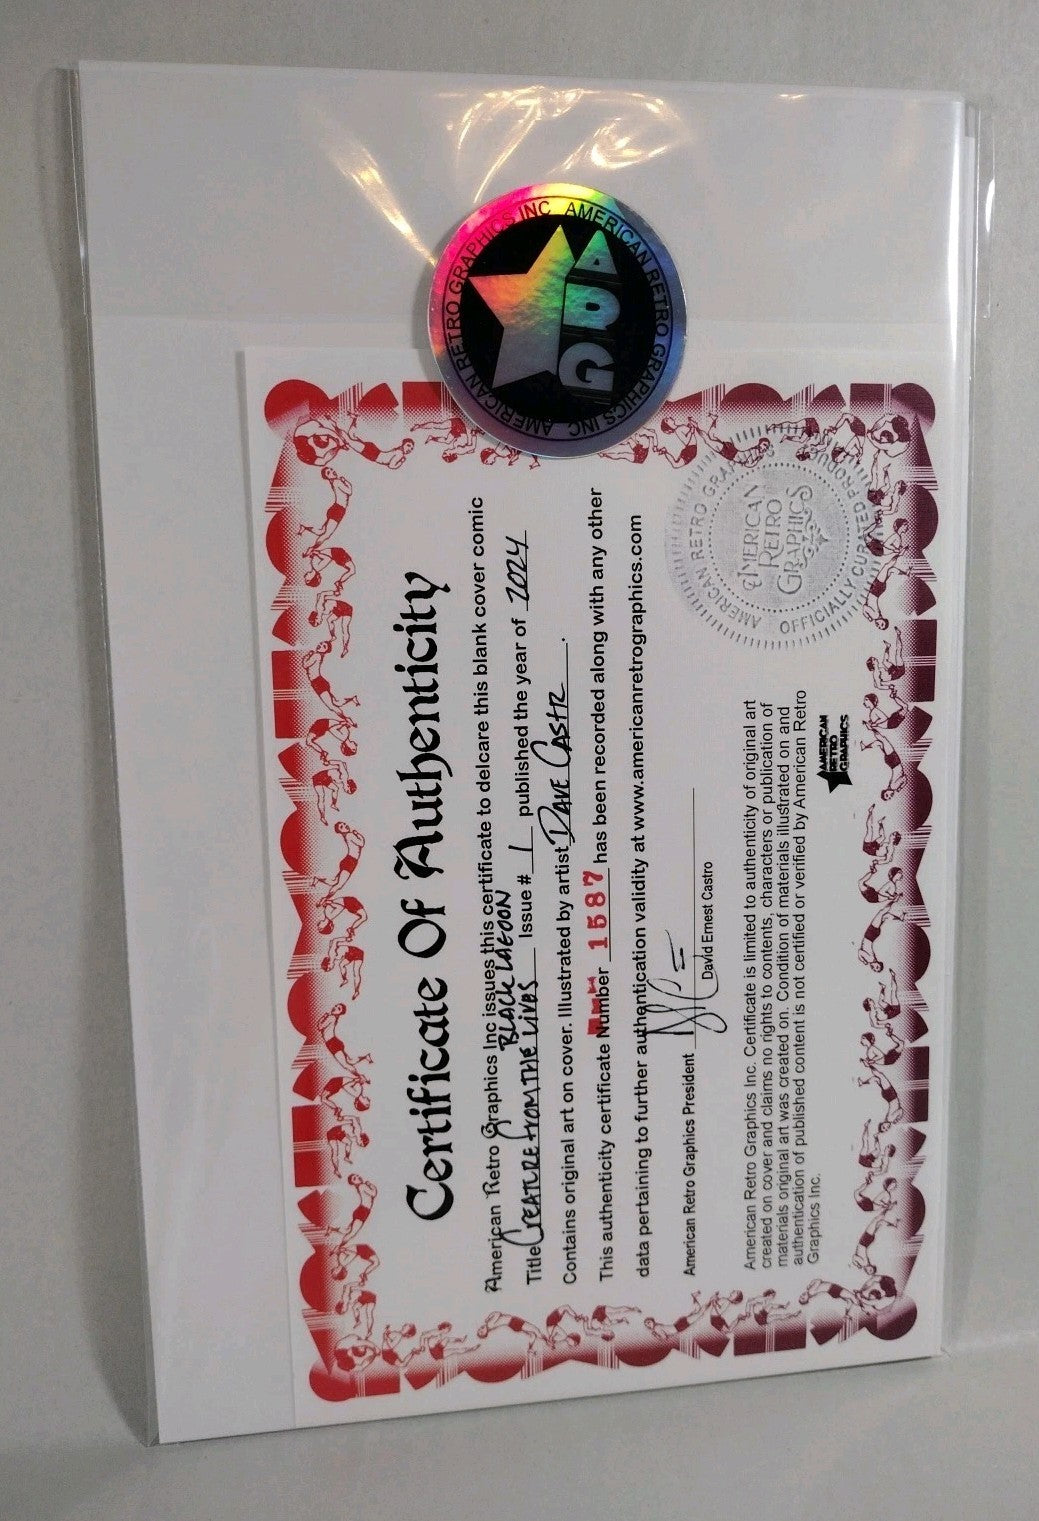 AMERICAN RETRO GRAPHICS INC
AMERICAN RETRO GRAPHICS INC
ARG
Certificate Of Authenticity
American Retro Graphics Inc issues this certificate to delcare this blank cover comic
BLACK LAGOON
Title CREATURE FROM THE LIVES Issue # 1 published the year of 2024
Contains original art on cover. Illustrated by artist DAVE CASTR.
This authenticity certificate Number 1587 has been recorded along with any other
data pertaining to further authentication validity at www.americanretrographics.com
American Retro Graphics President
David Ernest Castro
AMERICAN RETRO GRAPHICS
OFFICIALLY CURATED PRODUCT
AMERICAN
RETRO
GRAPHICS
American Retro Graphics Inc. Certificate is limited to authenticity of original art
created on cover and claims no rights to contents, characters or publication of
materials original art was created on. Condition of materials illustrated on and
authentication of published content is not certified or verified by American Retro
Graphics Inc.
AMERICAN
RETRO
GRAPHICS